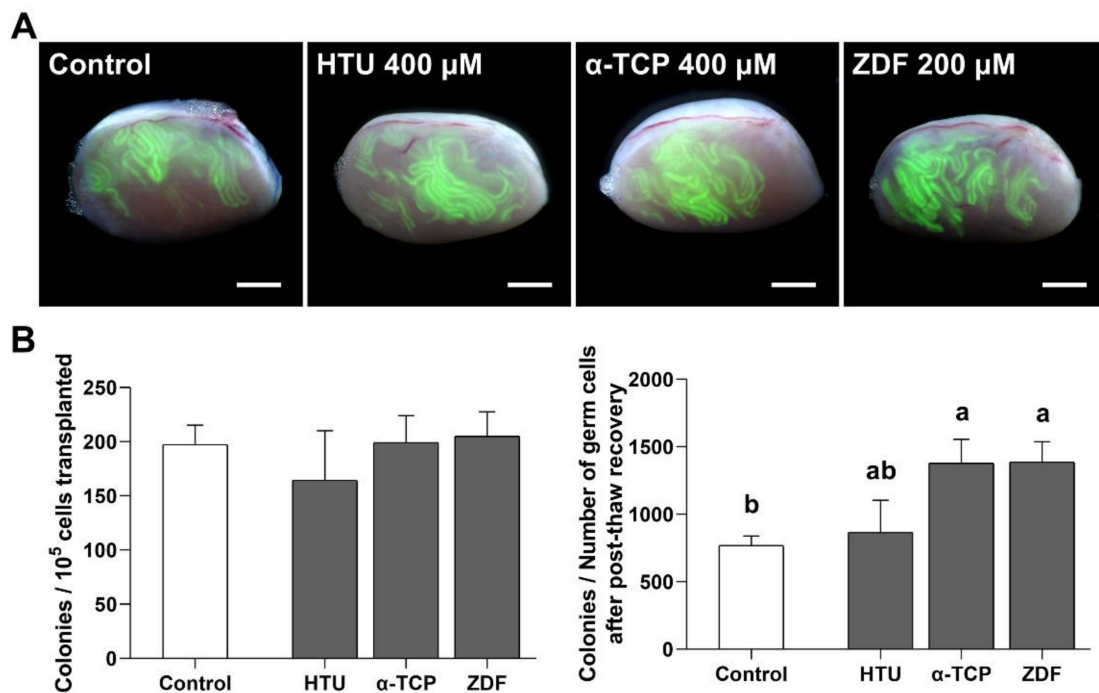 A
Control
HTU 400 µM
α-TCP 400 µM
ZDF 200 µM
B
Colonies / 10⁵ cells transplanted
250
200
150
100
50
0
Control
HTU
α-TCP
ZDF
Colonies / Number of germ cells
after post-thaw recovery
2000
1500
1000
500
0
b
ab
a
a
Control
HTU
α-TCP
ZDF